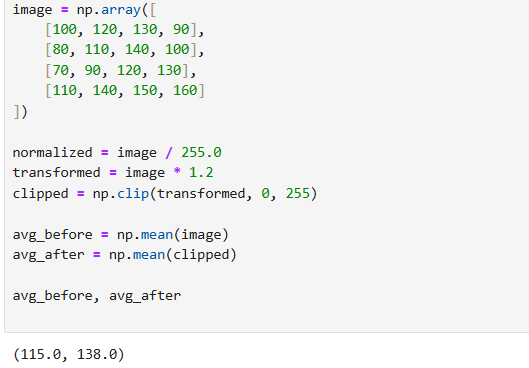 image = np.array([
    [100, 120, 130, 90],
    [80, 110, 140, 100],
    [70, 90, 120, 130],
    [110, 140, 150, 160]
])
normalized = image / 255.0
transformed = image * 1.2
clipped = np.clip(transformed, 0, 255)
avg_before = np.mean(image)
avg_after = np.mean(clipped)
avg_before, avg_after
(115.0, 138.0)